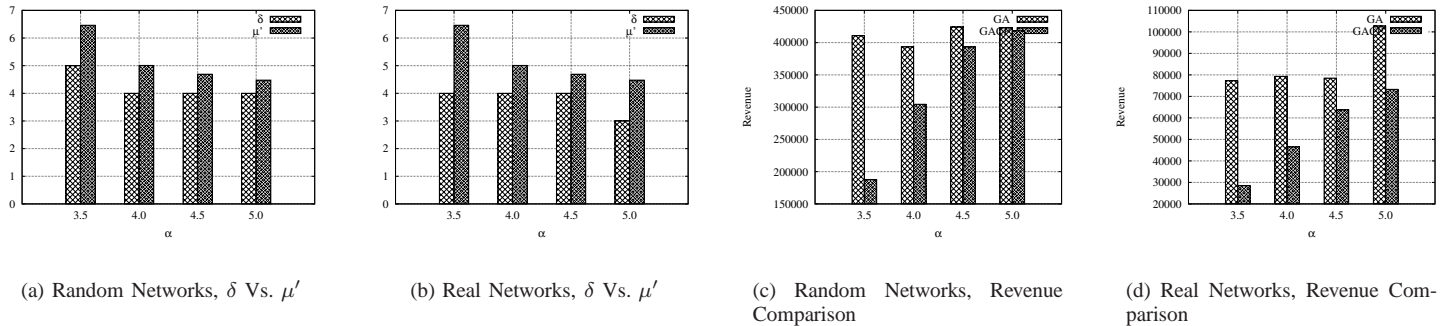 7
6
5
4
3
2
1
0
3.5 4.0 4.5 5.0
α
δ
μ'
(a) Random Networks, δ Vs. μ′
7
6
5
4
3
2
1
0
3.5 4.0 4.5 5.0
α
δ
μ'
(b) Real Networks, δ Vs. μ′
450000
400000
350000
300000
250000
200000
150000
Revenue
3.5 4.0 4.5 5.0
α
GA
(c) Random Networks, Revenue
Comparison
110000
100000
90000
80000
70000
60000
50000
40000
30000
20000
Revenue
3.5 4.0 4.5 5.0
α
GA
(d) Real Networks, Revenue Com-
parison